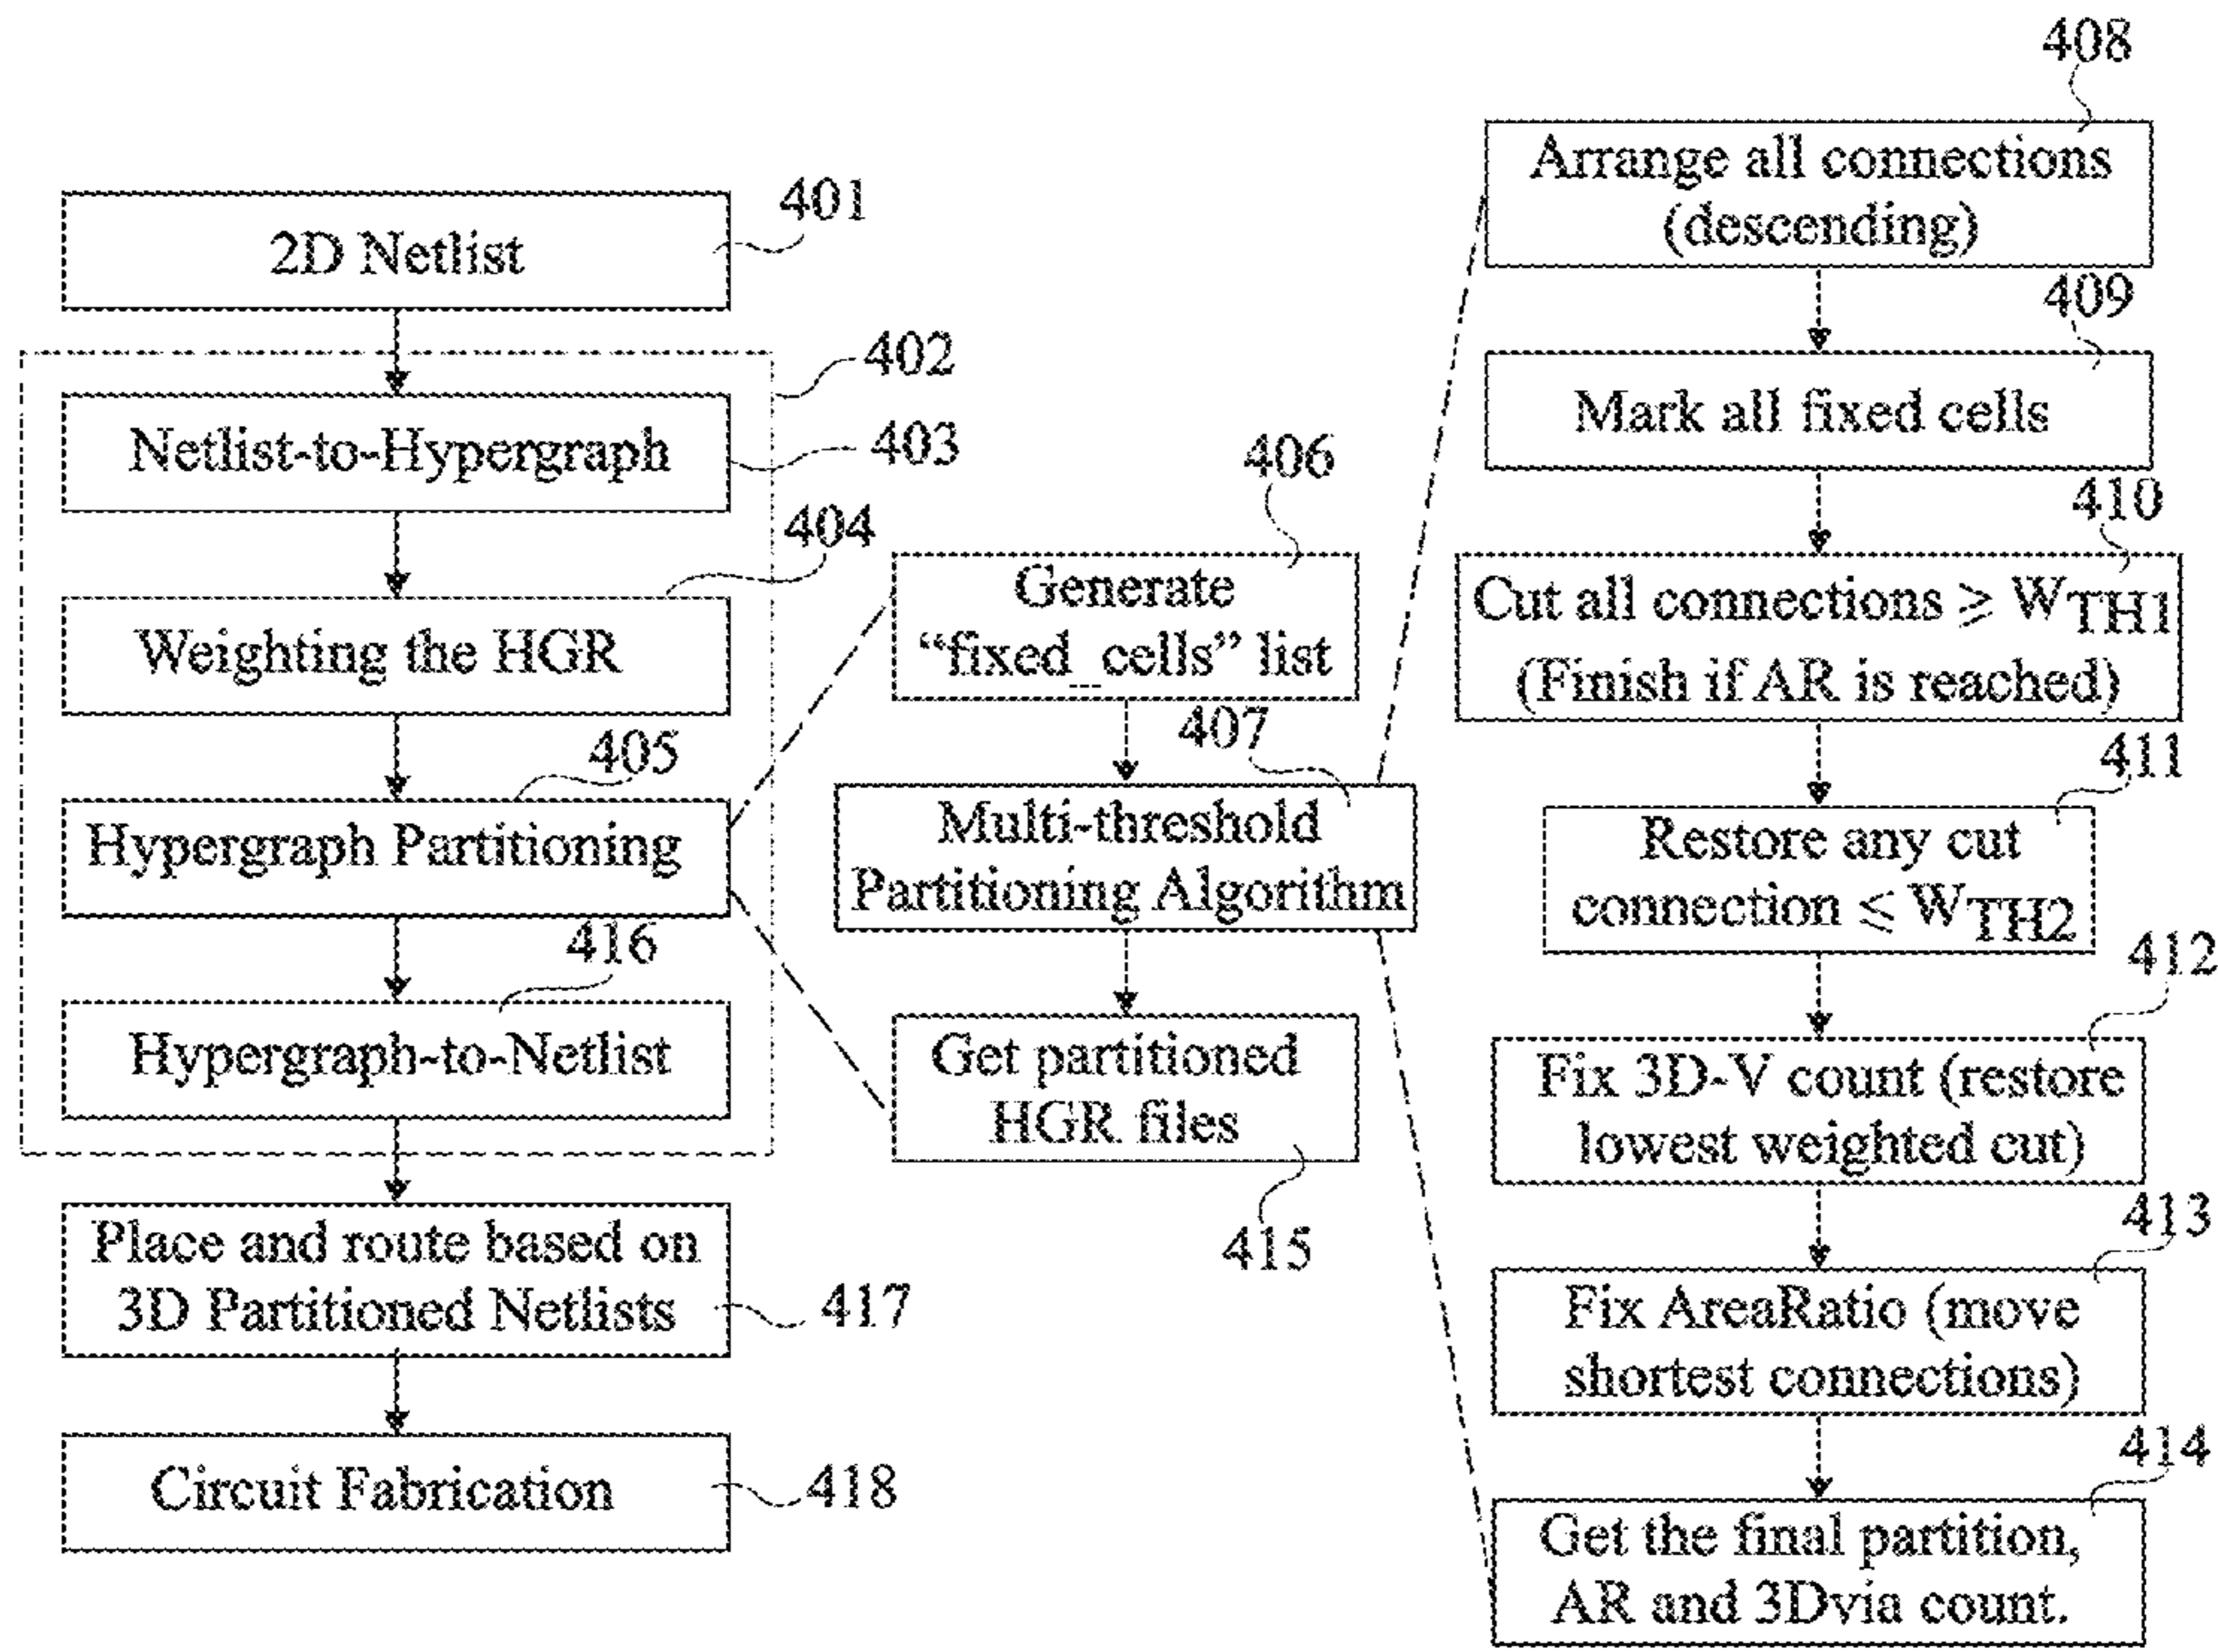 401
2D Netlist
402
Netlist-to-Hypergraph
403
404
Weighting the HGR
405
Hypergraph Partitioning
416
Hypergraph-to-Netlist
Place and route based on
3D Partitioned Netlists
417
Circuit Fabrication
418
406
Generate
“fixed_cells” list
407
Multi-threshold
Partitioning Algorithm
Get partitioned
HGR files
415
408
Arrange all connections
(descending)
409
Mark all fixed cells
410
Cut all connections ⩾ WTH1
(Finish if AR is reached)
411
Restore any cut
connection ⩽ WTH2
412
Fix 3D-V count (restore
lowest weighted cut)
413
Fix AreaRatio (move
shortest connections)
414
Get the final partition,
AR and 3Dvia count.